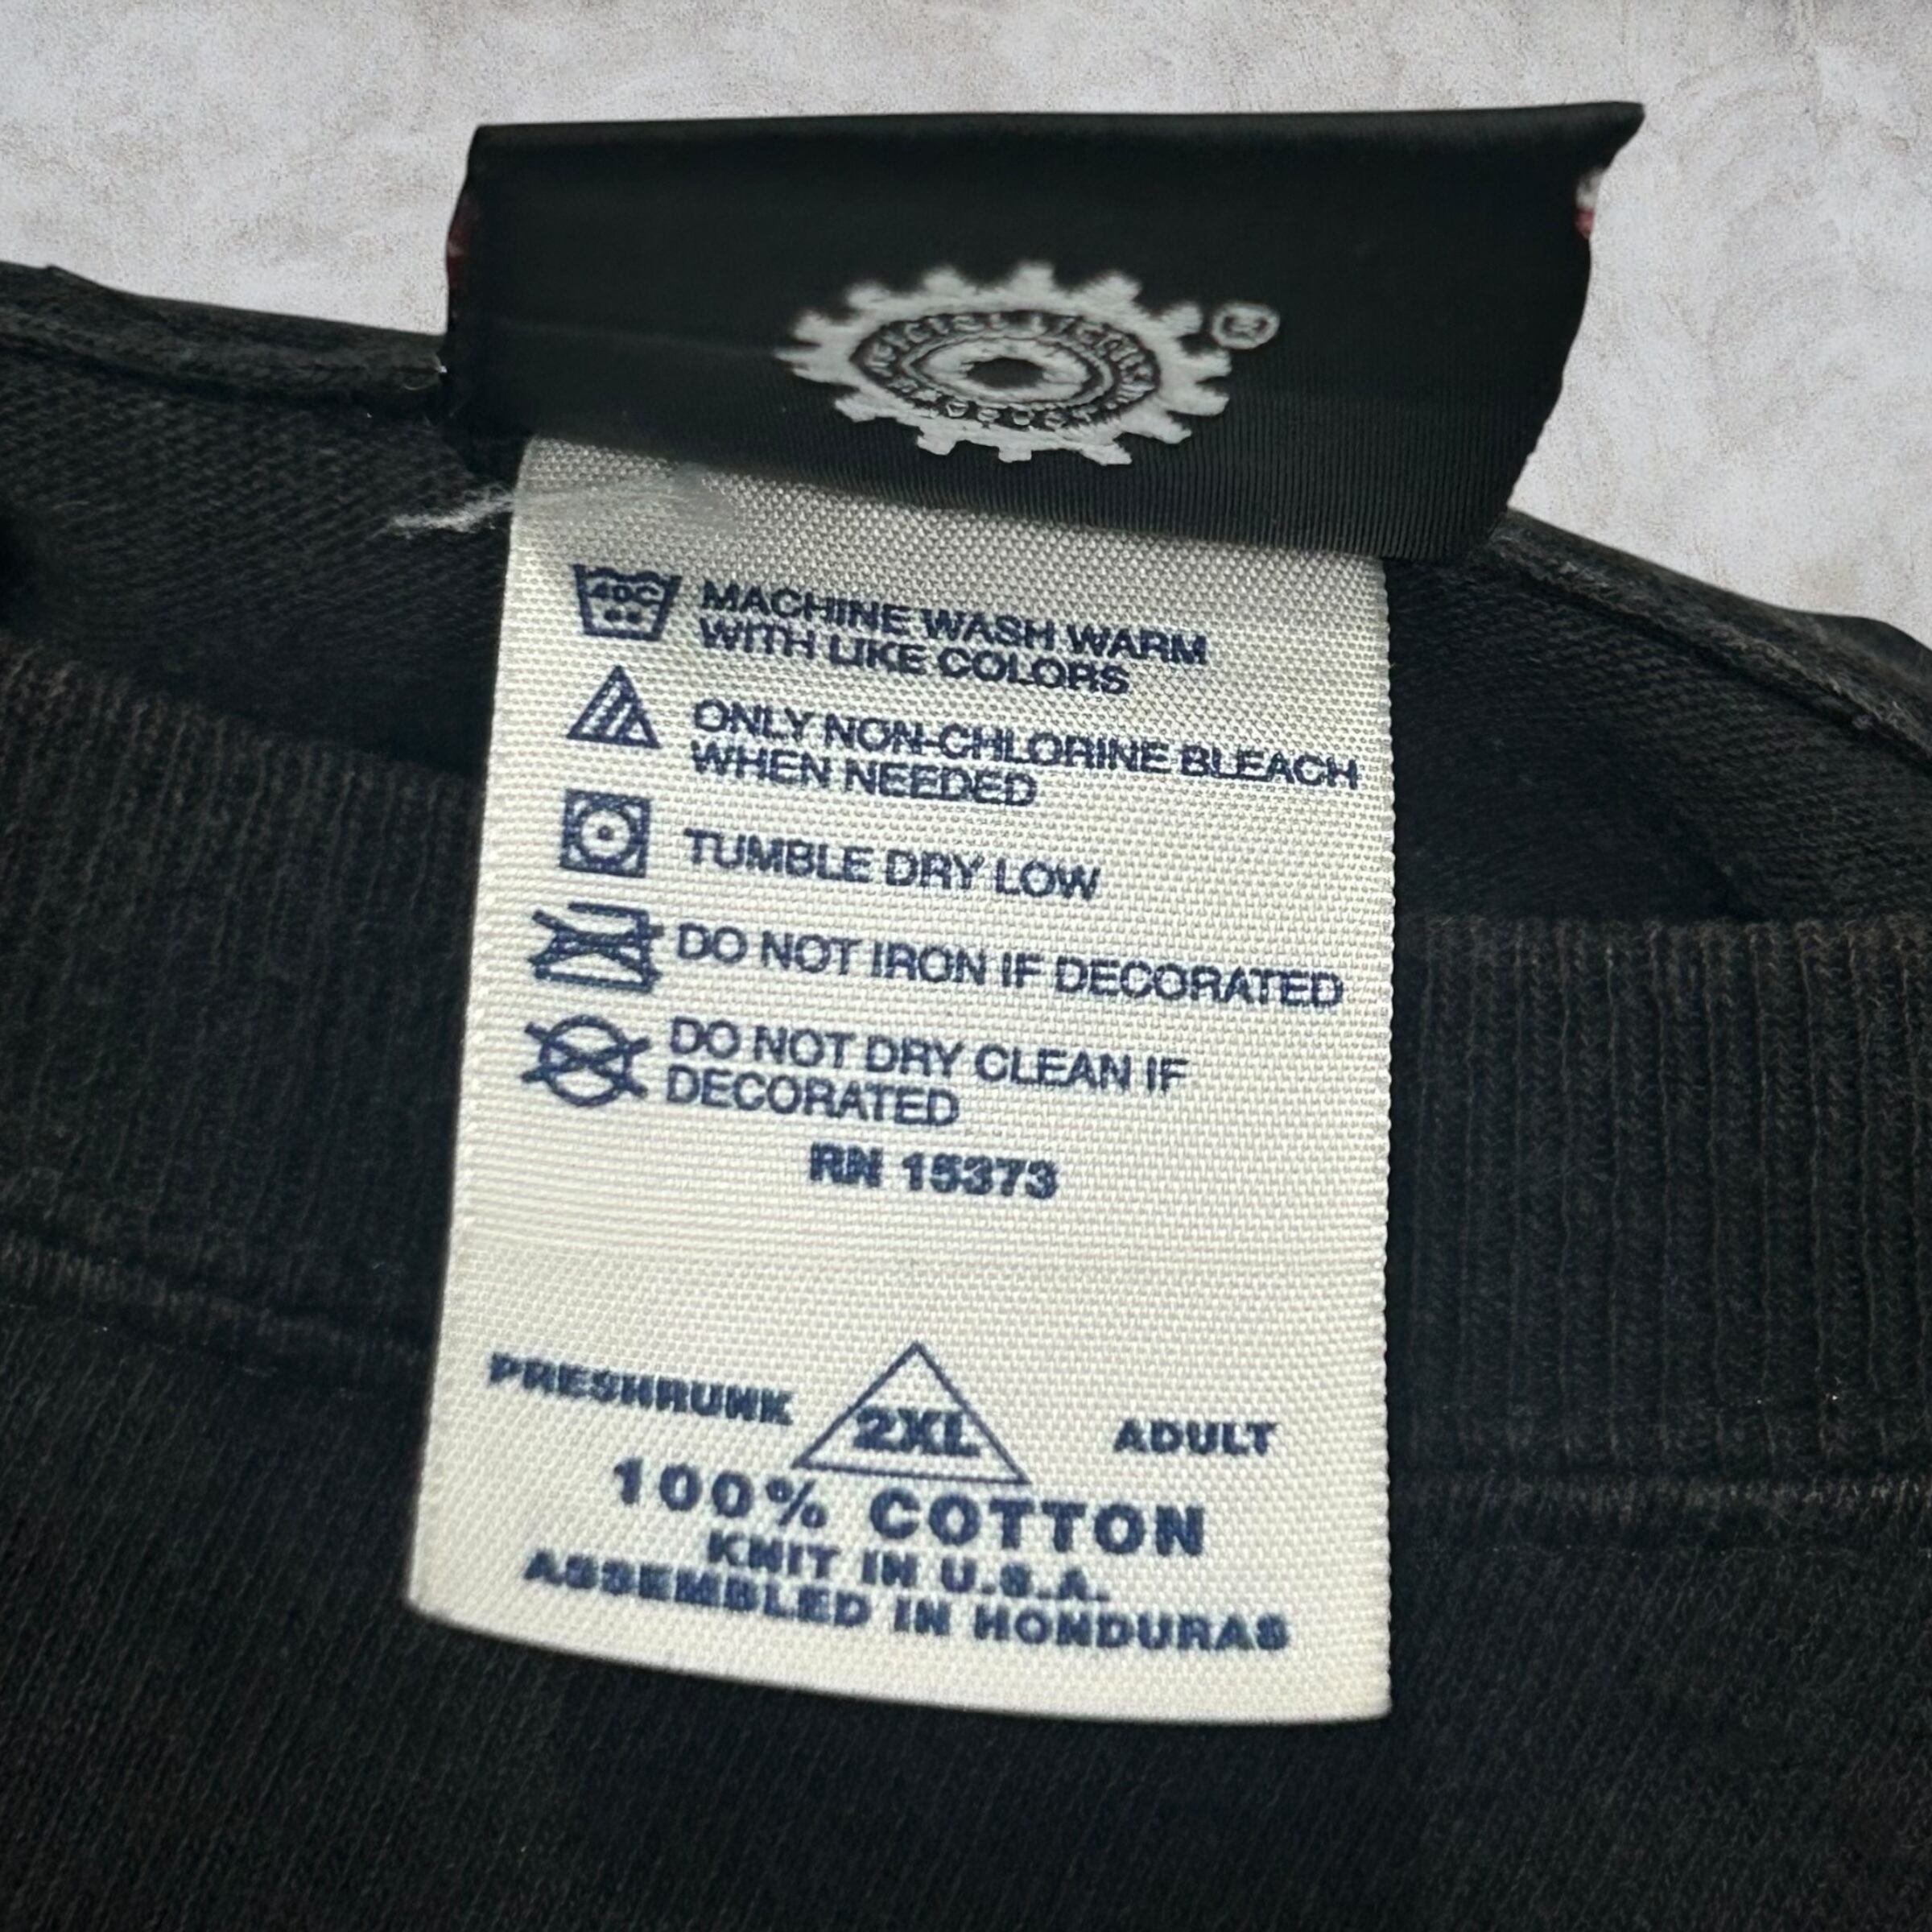 ®
40C
MACHINE WASH WARM
WITH LIKE COLORS
ONLY NON-CHLORINE BLEACH
WHEN NEEDED
TUMBLE DRY LOW
DO NOT IRON IF DECORATED
DO NOT DRY CLEAN IF
DECORATED
RN 15373
PRESHRUNK 2XL ADULT
100% COTTON
KNIT IN U.S.A.
ASSEMBLED IN HONDURAS